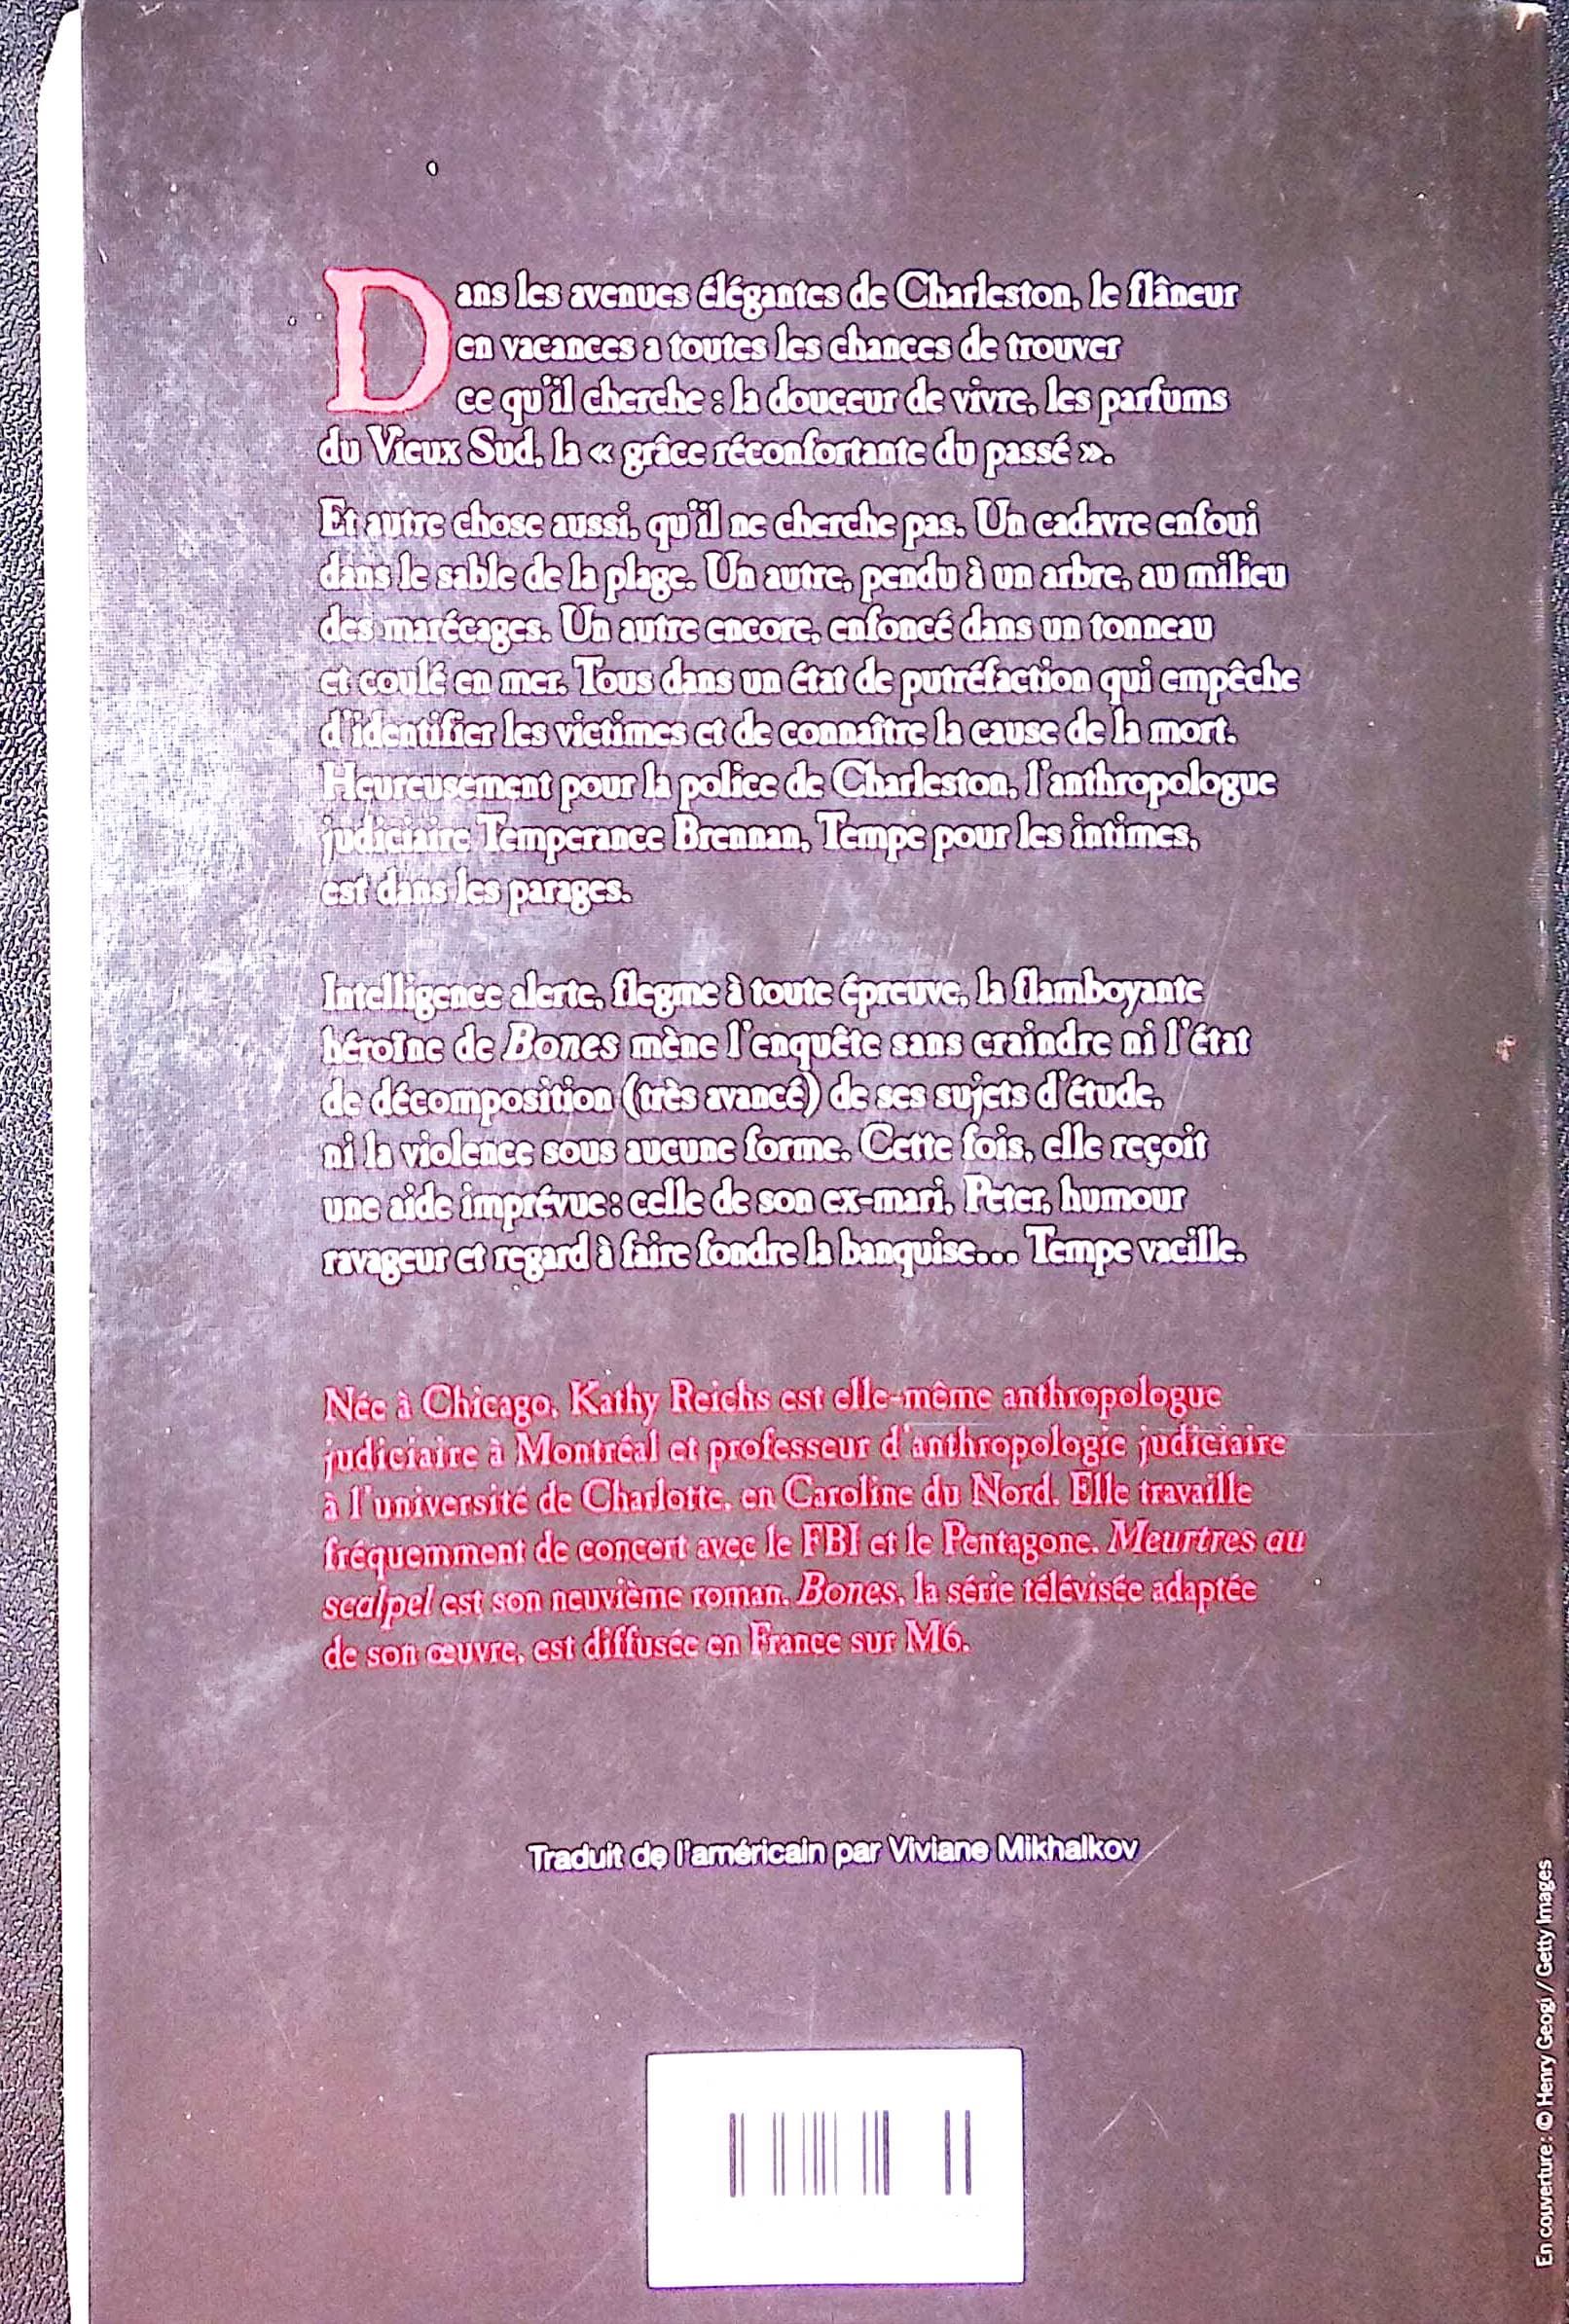 Dans les avenues élégantes de Charleston, le flâneur
en vacances a toutes les chances de trouver
ce qu'il cherche : la douceur de vivre, les parfums
du Vieux Sud, la « grâce réconfortante du passé ».
Et autre chose aussi, qu'il ne cherche pas. Un cadavre enfoui
dans le sable de la plage. Un autre, pendu à un arbre, au milieu
des marécages. Un autre encore, enfoncé dans un tonneau
et coulé en mer. Tous dans un état de putréfaction qui empêche
d'identifier les victimes et de connaître la cause de la mort.
Heureusement pour la police de Charleston, l'anthropologue
judiciaire Temperance Brennan, Tempe pour les intimes,
est dans les parages.
Intelligence alerte, flegme à toute épreuve, la flamboyante
héroïne de Bones mène l'enquête sans craindre ni l'état
de décomposition (très avancé) de ses sujets d'étude,
ni la violence sous aucune forme. Cette fois, elle reçoit
une aide imprévue : celle de son ex-mari, Peter, humour
ravageur et regard à faire fondre la banquise... Tempe vacille.
Née à Chicago, Kathy Reichs est elle-même anthropologue
judiciaire à Montréal et professeur d'anthropologie judiciaire
à l'université de Charlotte, en Caroline du Nord. Elle travaille
fréquemment de concert avec le FBI et le Pentagone. Meurtres au
scalpel est son neuvième roman. Bones, la série télévisée adaptée
de son œuvre, est diffusée en France sur M6.
Traduit de l'américain par Viviane Mikhalkov
En couverture : © Henry Geogi / Getty Images